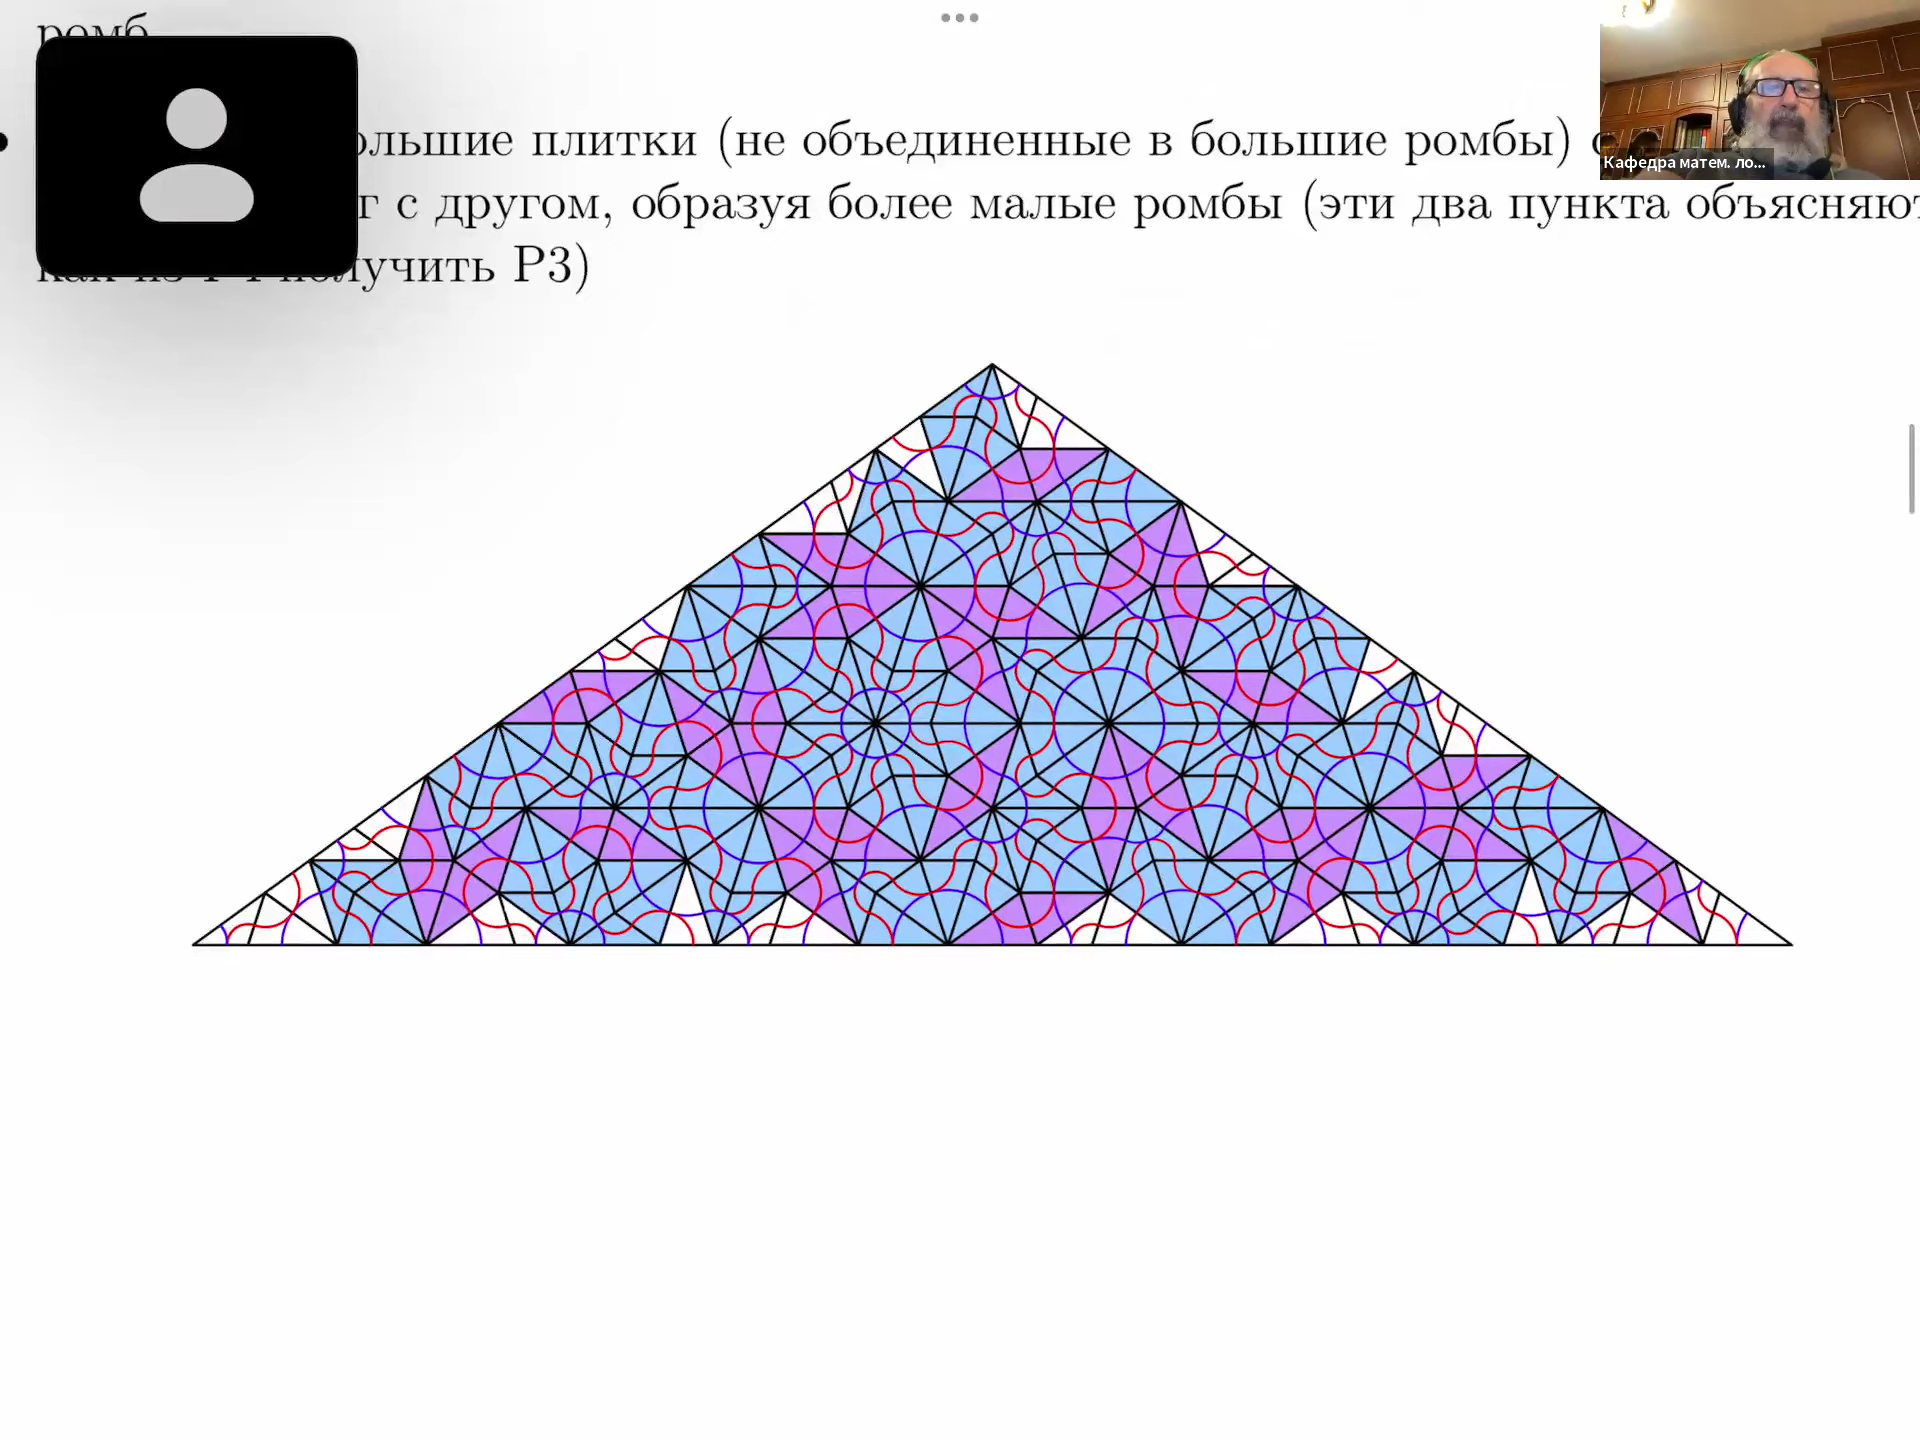 ромб
ольшие плитки (не объединенные в большие ромбы)
Кафедра матем. ло...
г с другом, образуя более малые ромбы (эти два пункта объясняют
получить P3)